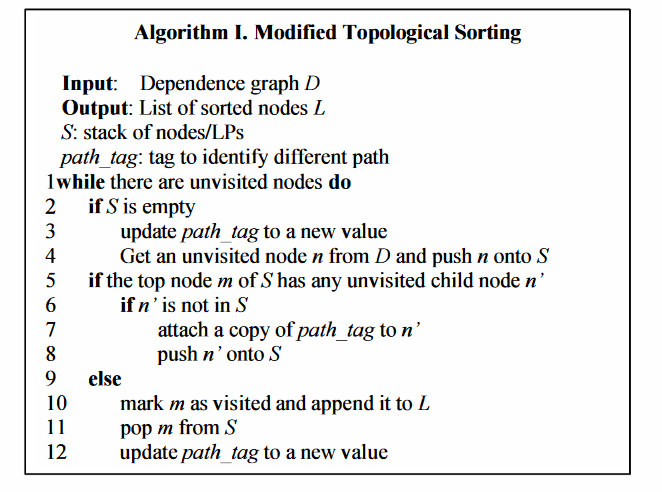 Algorithm I. Modified Topological Sorting
Input: Dependence graph D
Output: List of sorted nodes L
S: stack of nodes/LPs
path_tag: tag to identify different path
1while there are unvisited nodes do
2 if S is empty
3 update path_tag to a new value
4 Get an unvisited node n from D and push n onto S
5 if the top node m of S has any unvisited child node n’
6 if n’ is not in S
7 attach a copy of path_tag to n’
8 push n’ onto S
9 else
10 mark m as visited and append it to L
11 pop m from S
12 update path_tag to a new value